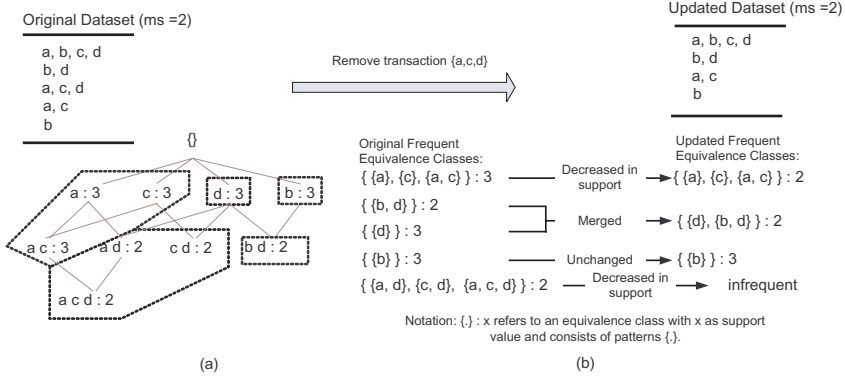 Original Dataset (ms =2)
a, b, c, d
b, d
a, c, d
a, c
b
{}
a : 3
c : 3
d : 3
b : 3
a c : 3
a d : 2
c d : 2
b d : 2
a c d : 2
(a)
Remove transaction {a,c,d}
Updated Dataset (ms =2)
a, b, c, d
b, d
a, c
b
Original Frequent
Equivalence Classes:
Updated Frequent
Equivalence Classes:
{ {a}, {c}, {a, c} } : 3
Decreased in
support
{ {a}, {c}, {a, c} } : 2
{ {b, d} } : 2
{ {d} } : 3
Merged
{ {d}, {b, d} } : 2
{ {b} } : 3
Unchanged
{ {b} } : 3
{ {a, d}, {c, d}, {a, c, d} } : 2
Decreased in
support
infrequent
Notation: {.} : x refers to an equivalence class with x as support
value and consists of patterns {.}.
(b)